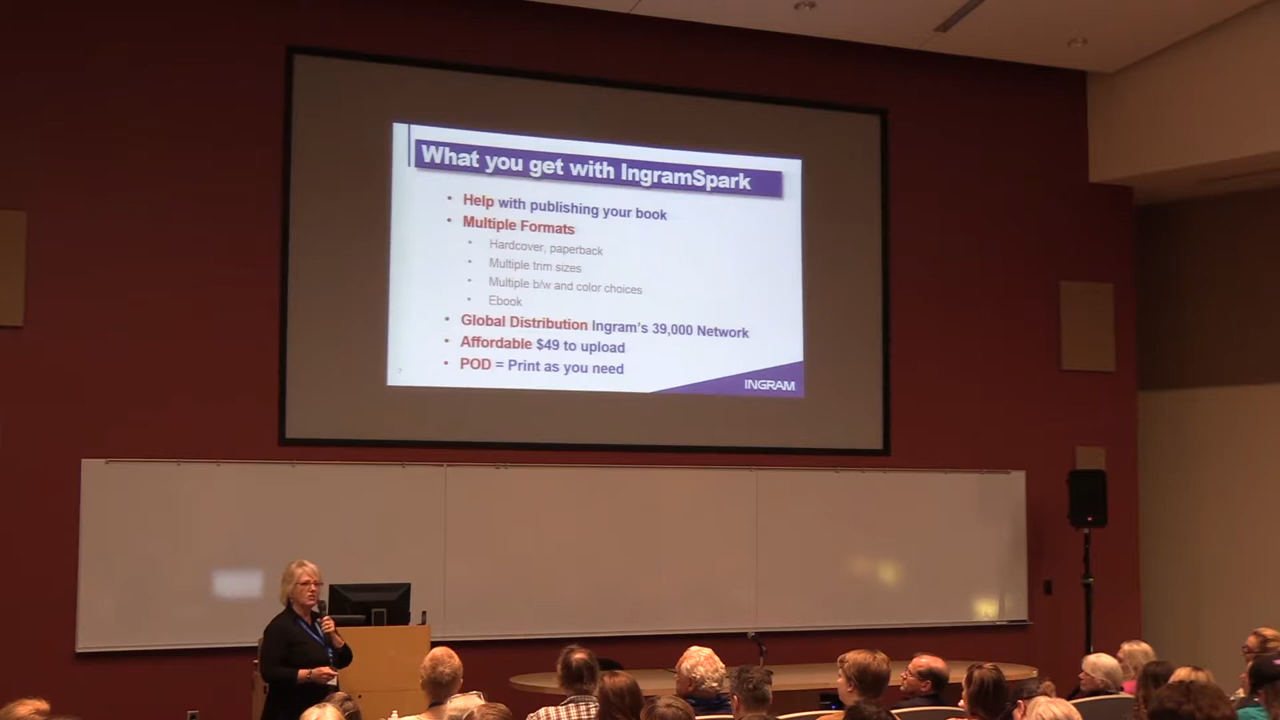 What you get with IngramSpark
• Help with publishing your book
• Multiple Formats
• Hardcover, paperback
• Multiple trim sizes
• Multiple b/w and color choices
• Ebook
• Global Distribution Ingram's 39,000 Network
• Affordable $49 to upload
• POD = Print as you need
INGRAM